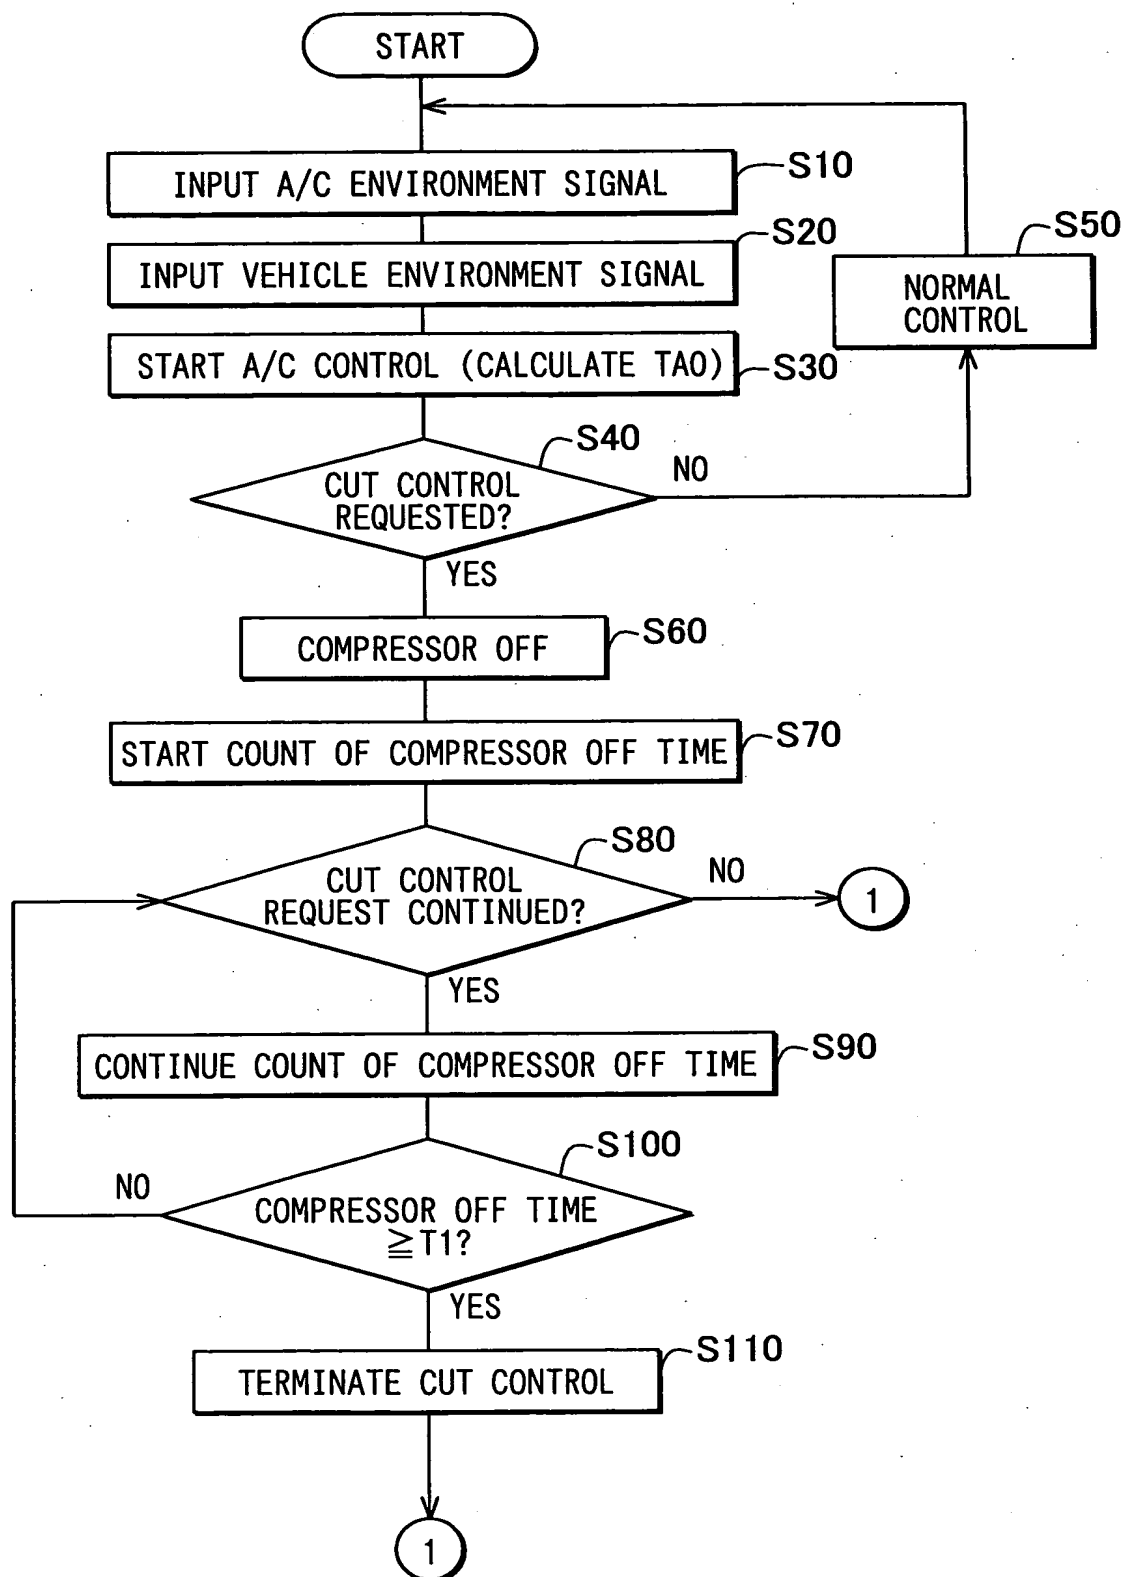 START
INPUT A/C ENVIRONMENT SIGNAL
S10
INPUT VEHICLE ENVIRONMENT SIGNAL
S20
S50
NORMAL
CONTROL
START A/C CONTROL (CALCULATE TAO)
S30
S40
CUT CONTROL
REQUESTED?
NO
YES
COMPRESSOR OFF
S60
START COUNT OF COMPRESSOR OFF TIME
S70
S80
CUT CONTROL
REQUEST CONTINUED?
NO
1
YES
CONTINUE COUNT OF COMPRESSOR OFF TIME
S90
S100
NO
COMPRESSOR OFF TIME
≧T1?
YES
S110
TERMINATE CUT CONTROL
1